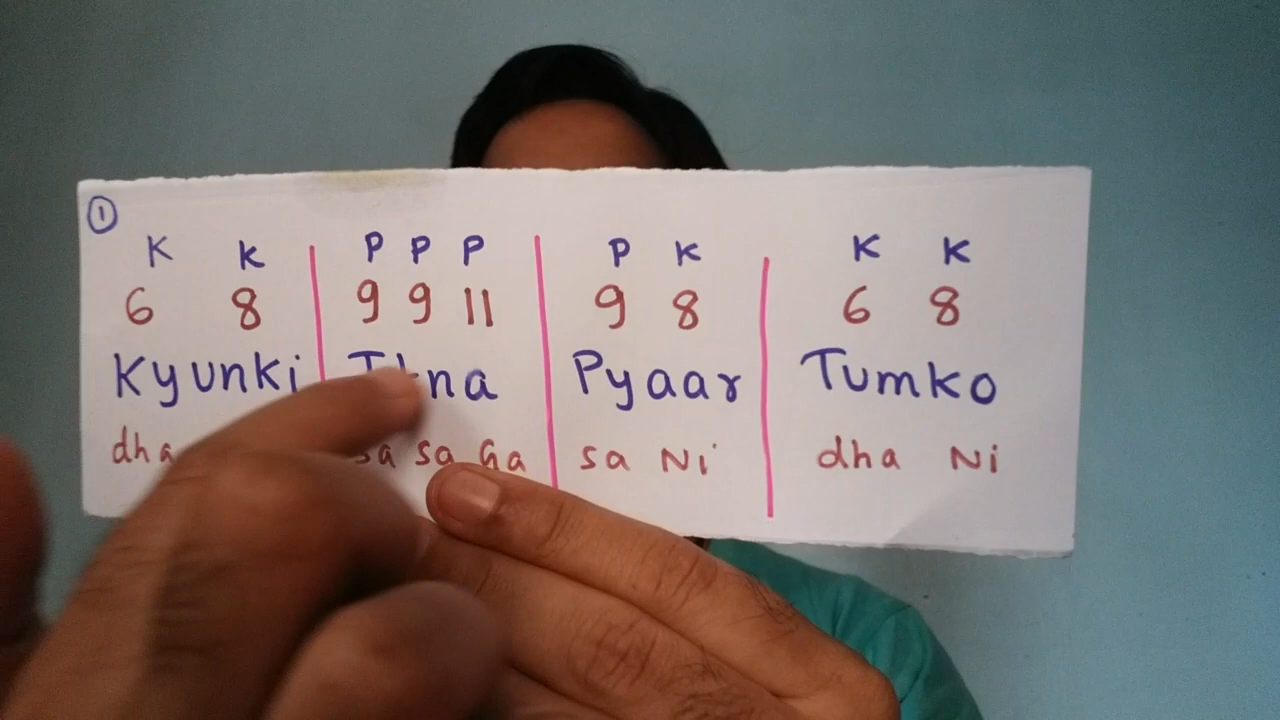 1
K K P P P P K K K
6 8 9 9 11 9 8 6 8
Kyunki Itna Pyaar Tumko
dha sa sa Ga sa Ni dha Ni